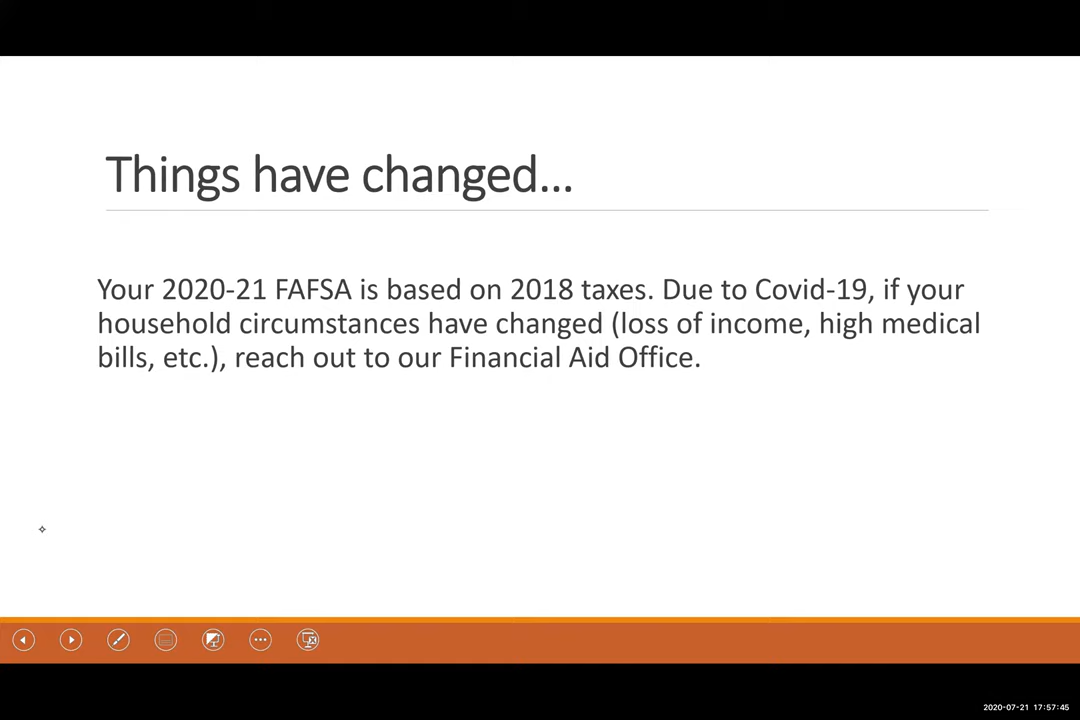 Things have changed...
Your 2020-21 FAFSA is based on 2018 taxes. Due to Covid-19, if your
household circumstances have changed (loss of income, high medical
bills, etc.), reach out to our Financial Aid Office.
2020-07-21 17:57:45